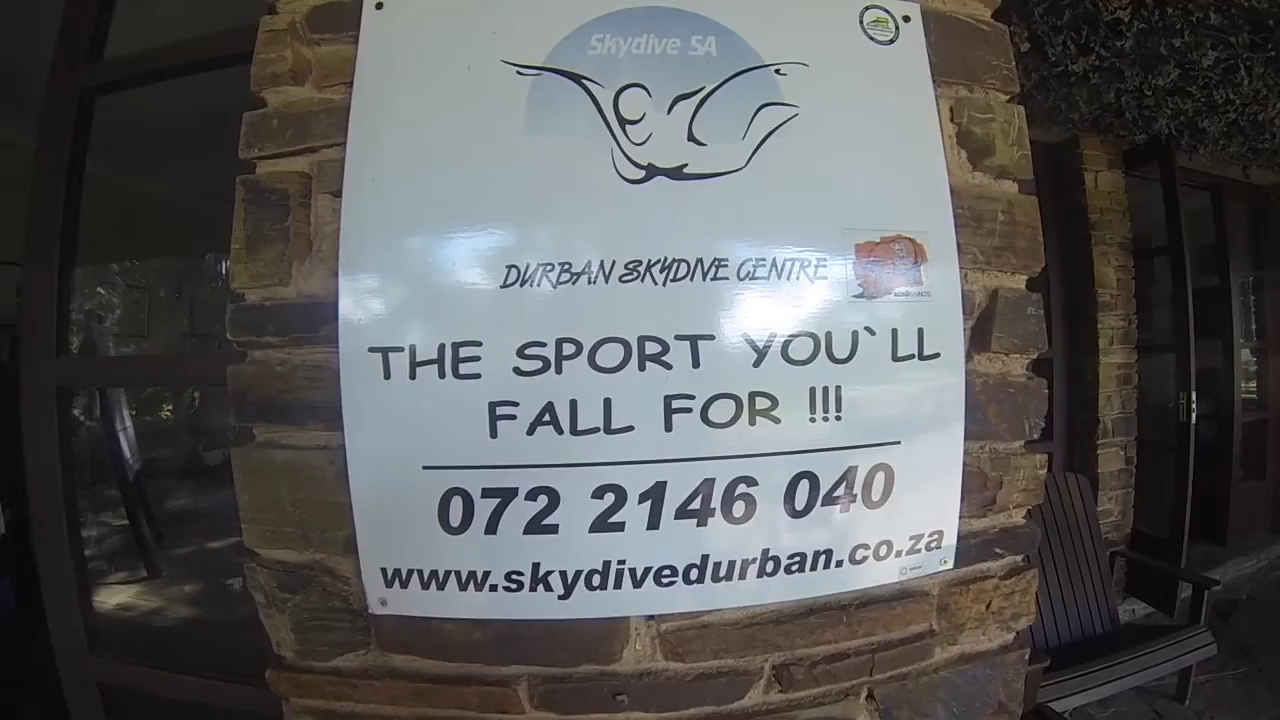 Skydive SA
DURBAN SKYDIVE CENTRE
THE SPORT YOU`LL
FALL FOR !!!
072 2146 040
www.skydivedurban.co.za